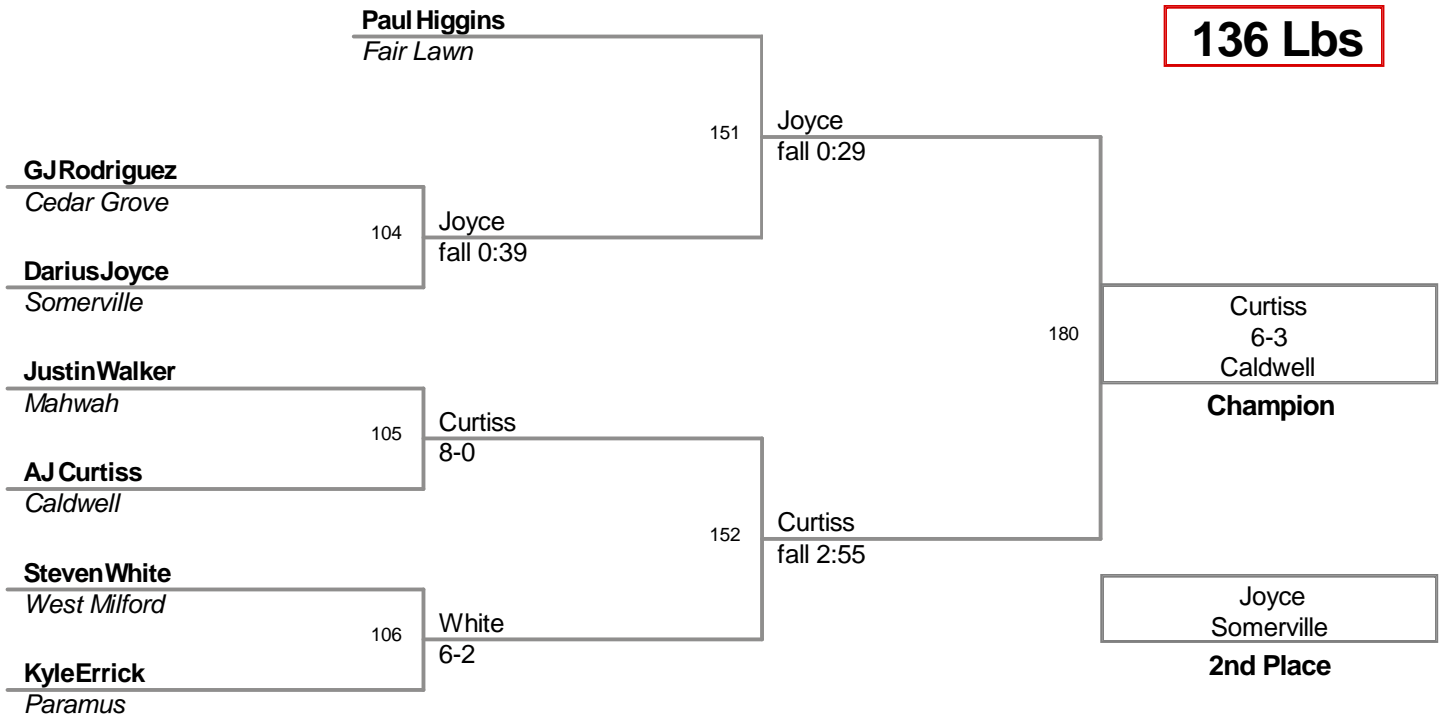 Paul Higgins
Fair Lawn
136 Lbs
151
Joyce
fall 0:29
GJ Rodriguez
Cedar Grove
104
Joyce
fall 0:39
Darius Joyce
Somerville
180
Curtiss
6-3
Caldwell
Champion
Justin Walker
Mahwah
105
Curtiss
8-0
AJ Curtiss
Caldwell
152
Curtiss
fall 2:55
Steven White
West Milford
106
White
6-2
Kyle Errick
Paramus
Joyce
Somerville
2nd Place